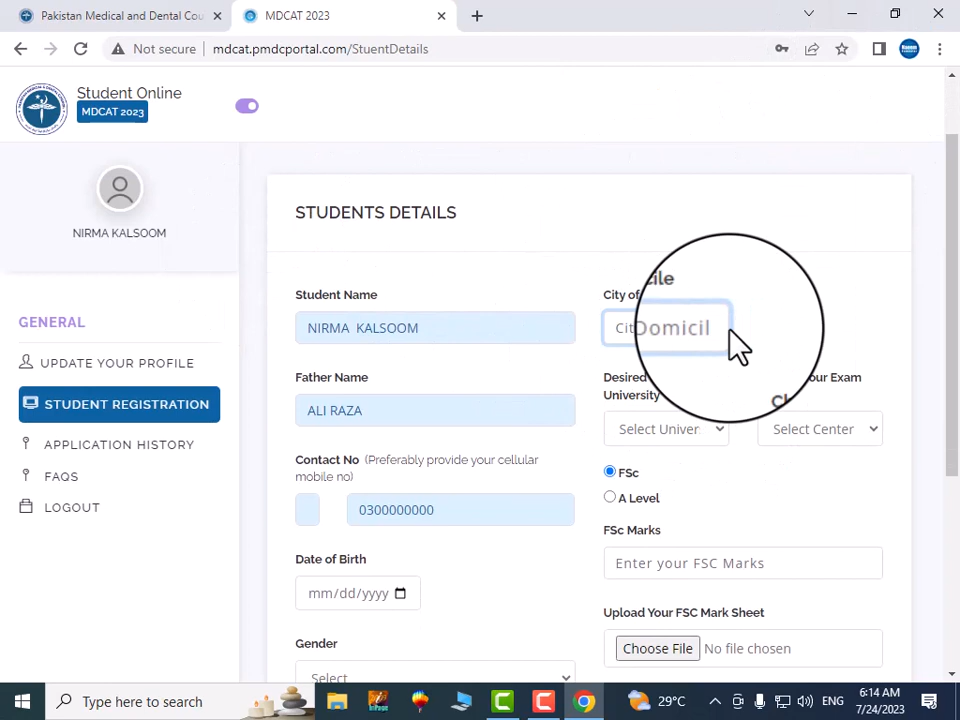 Pakistan Medical and Dental Cou
MDCAT 2023
Not secure
mdcat.pmdcportal.com/StuentDetails
Student Online
MDCAT 2023
NIRMA KALSOOM
GENERAL
UPDATE YOUR PROFILE
STUDENT REGISTRATION
APPLICATION HISTORY
FAQS
LOGOUT
STUDENTS DETAILS
Student Name
NIRMA KALSOOM
Father Name
ALI RAZA
Contact No (Preferably provide your cellular
mobile no)
0300000000
Date of Birth
mm/dd/yyyy
Gender
Select
City of cile
Cit Domicil
Desired
University
Select Univer
our Exam
Select Center
FSc
A Level
FSc Marks
Enter your FSC Marks
Upload Your FSC Mark Sheet
Choose File No file chosen
Type here to search
29°C
ENG
6:14 AM
7/24/2023